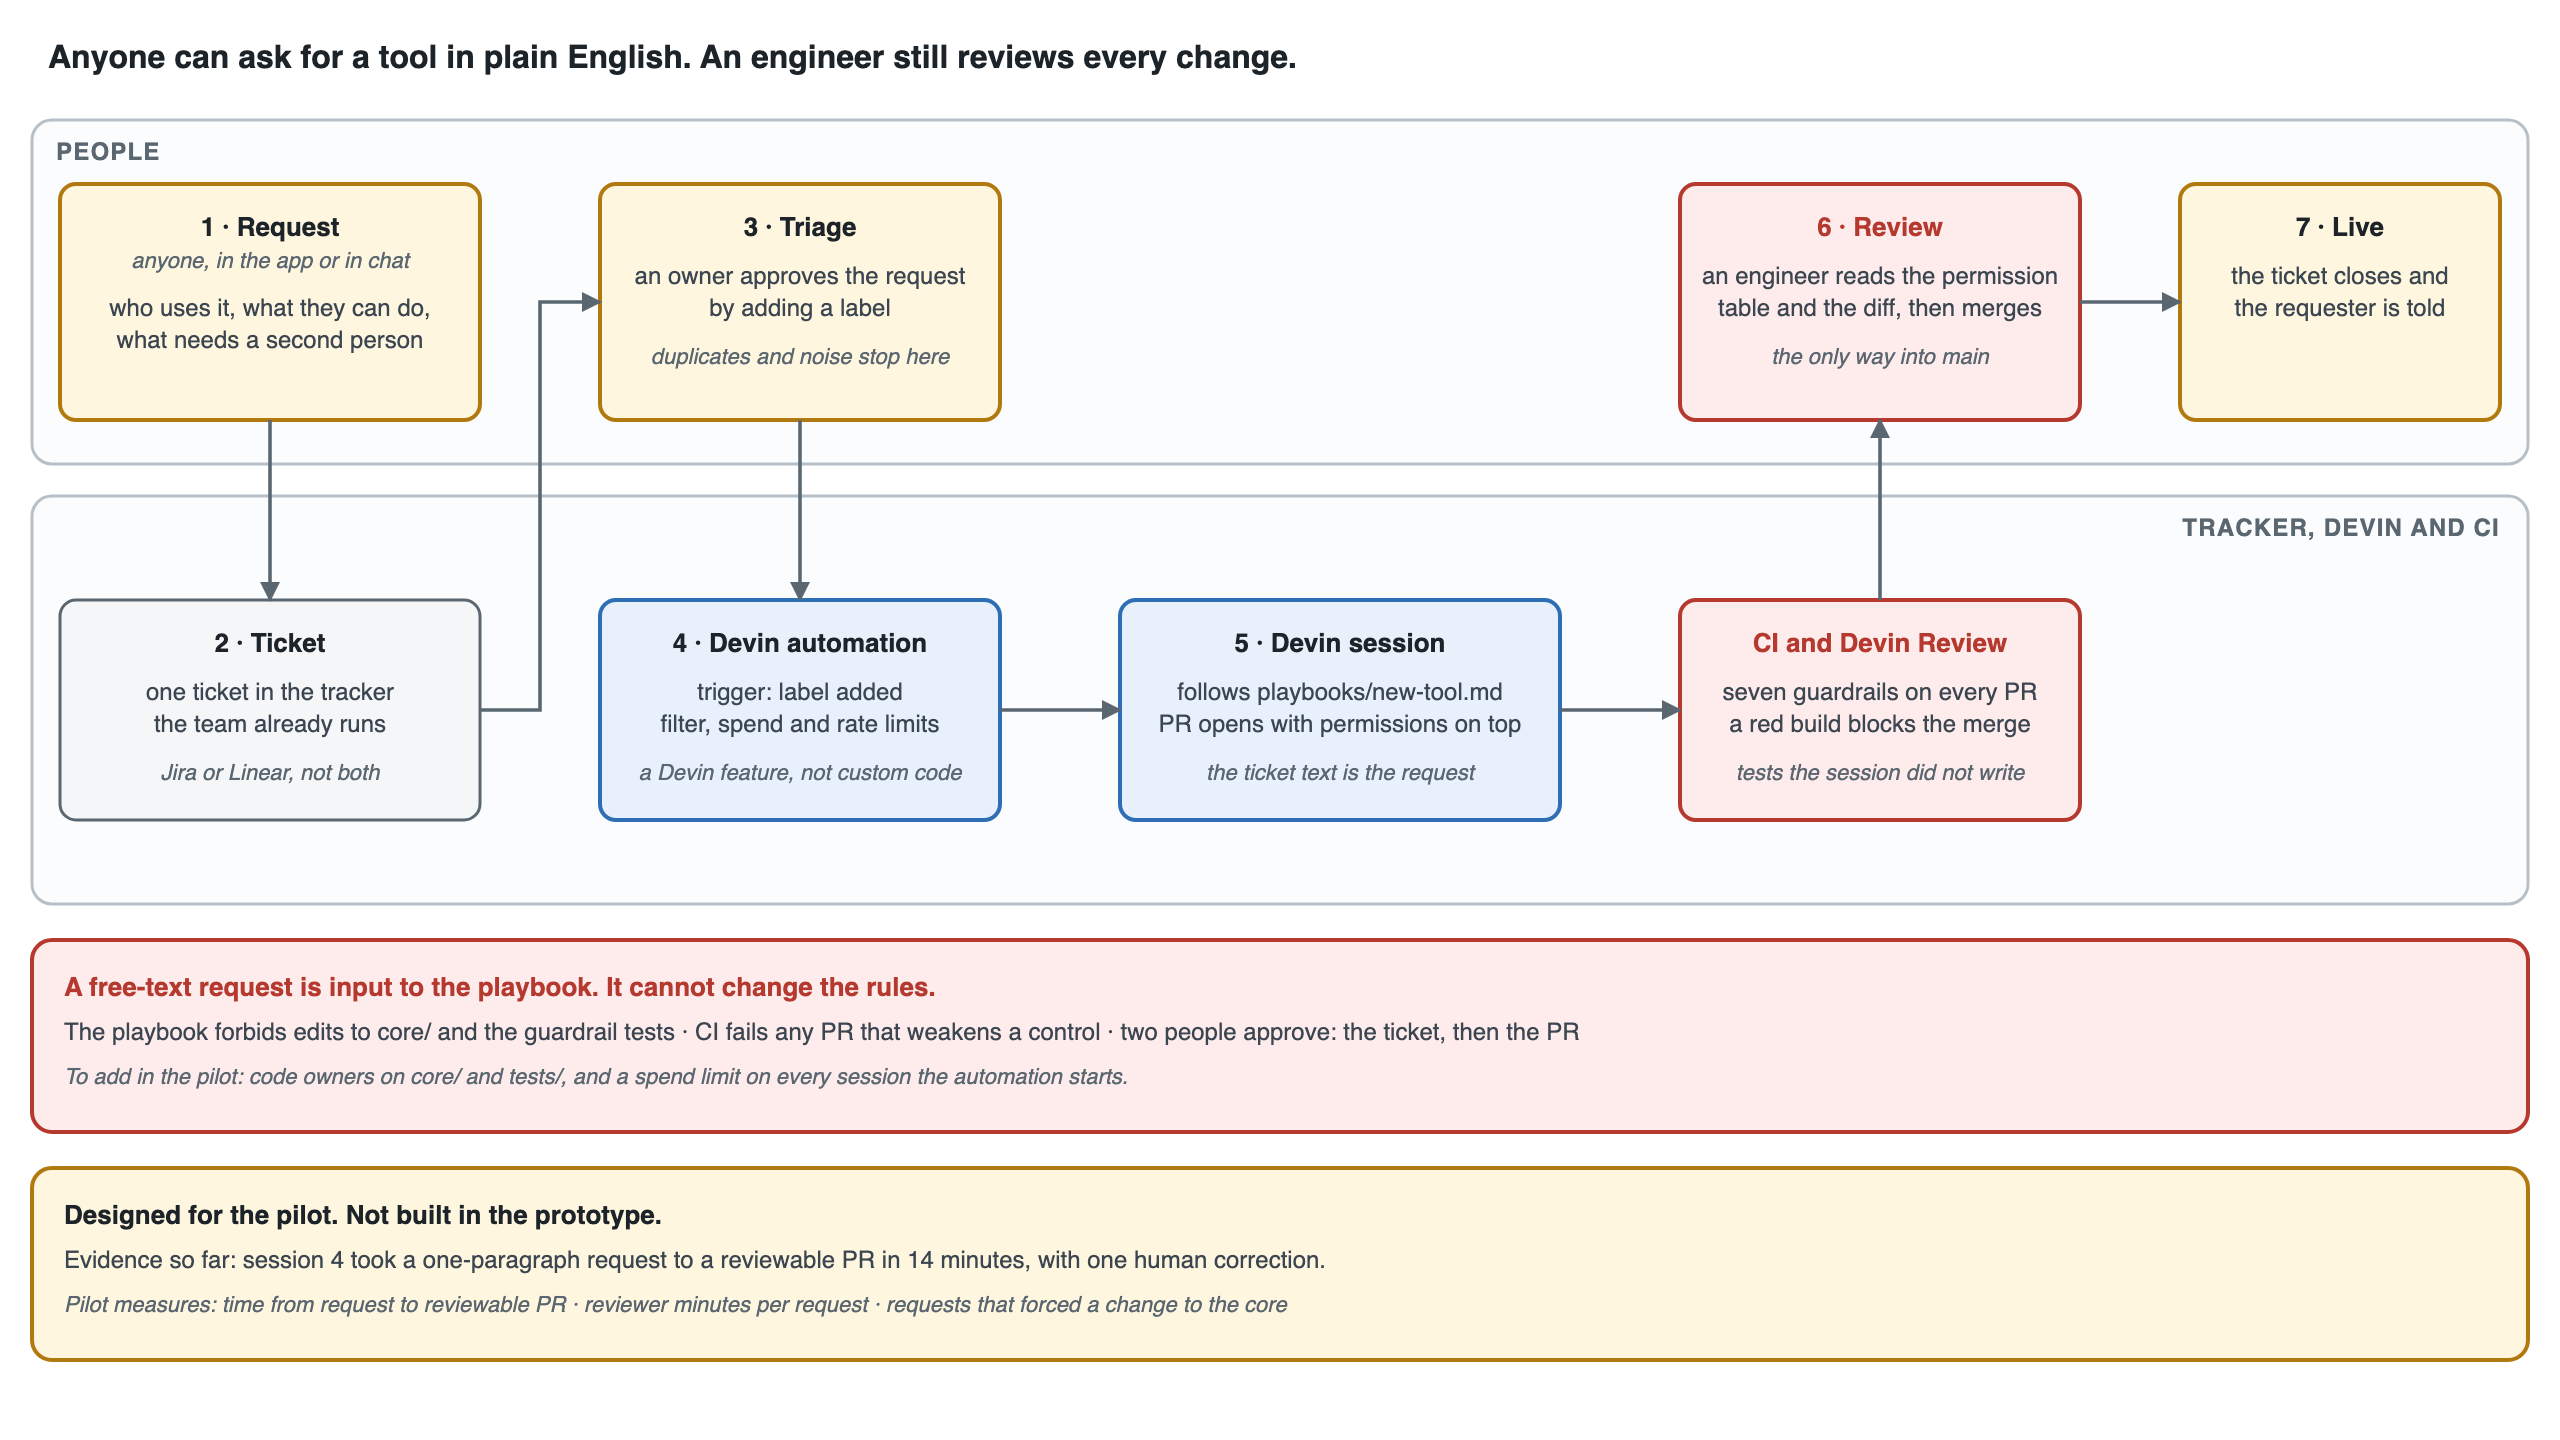 Anyone can ask for a tool in plain English. An engineer still reviews every change.
PEOPLE
1 · Request
anyone, in the app or in chat
who uses it, what they can do,
what needs a second person
3 · Triage
an owner approves the request
by adding a label
duplicates and noise stop here
6 · Review
an engineer reads the permission
table and the diff, then merges
the only way into main
7 · Live
the ticket closes and
the requester is told
TRACKER, DEVIN AND CI
2 · Ticket
one ticket in the tracker
the team already runs
Jira or Linear, not both
4 · Devin automation
trigger: label added
filter, spend and rate limits
a Devin feature, not custom code
5 · Devin session
follows playbooks/new-tool.md
PR opens with permissions on top
the ticket text is the request
CI and Devin Review
seven guardrails on every PR
a red build blocks the merge
tests the session did not write
A free-text request is input to the playbook. It cannot change the rules.
The playbook forbids edits to core/ and the guardrail tests · CI fails any PR that weakens a control · two people approve: the ticket, then the PR
To add in the pilot: code owners on core/ and tests/, and a spend limit on every session the automation starts.
Designed for the pilot. Not built in the prototype.
Evidence so far: session 4 took a one-paragraph request to a reviewable PR in 14 minutes, with one human correction.
Pilot measures: time from request to reviewable PR · reviewer minutes per request · requests that forced a change to the core